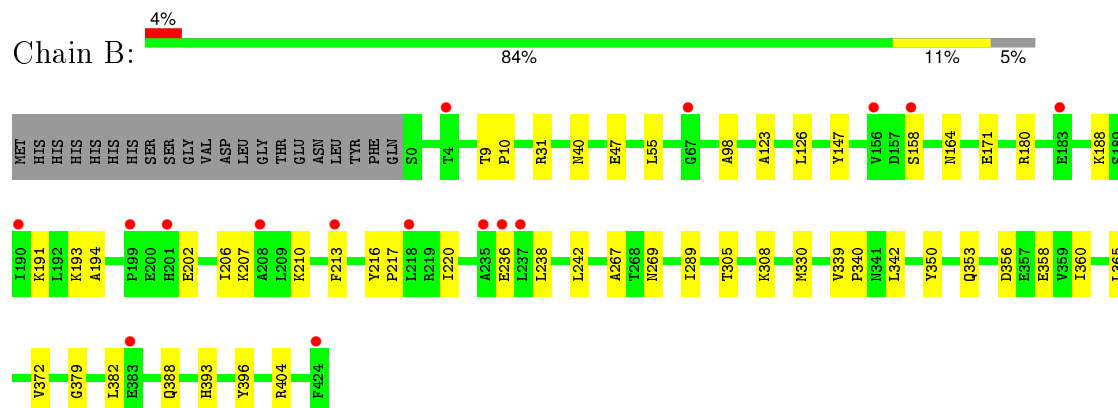 4%
Chain B:
84%
11%
5%
MET HIS HIS HIS HIS HIS HIS SER SER GLY VAL ASP LEU GLY THR GLU ASN LEU TYR PHE GLN S0 T4 T9 P10 R31 N40 E47 L55 G67 A98 A123 L126 Y147 V156 D157 S158 N164 E171 R180 E183 K188 S189
I190 K191 L192 K193 A194 P199 E200 H201 E202 I206 K207 A208 L209 K210 F213 Y216 P217 L218 R219 I220 A235 E236 L237 L238 L242 A267 T268 N269 I289 T305 K308 M330 V339 P340 N341 L342 Y350 Q353 D356 E357 E358 V359 I360 L365
V372 G379 L382 E383 Q388 H393 Y396 R404 F424